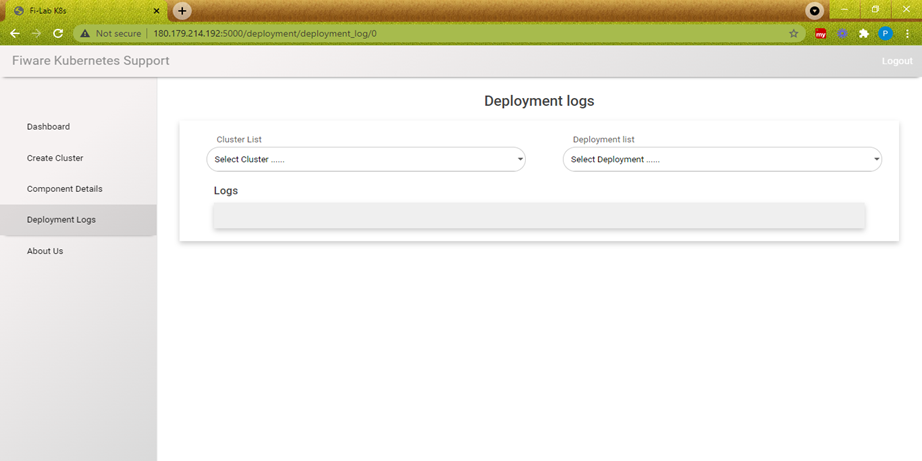 Fi-Lab K8s
Not secure
180.179.214.192:5000/deployment/deployment_log/0
my
P
Fiware Kubernetes Support
Logout
Dashboard
Create Cluster
Component Details
Deployment Logs
About Us
Deployment logs
Cluster List
Deployment list
Select Cluster ......
Select Deployment ......
Logs